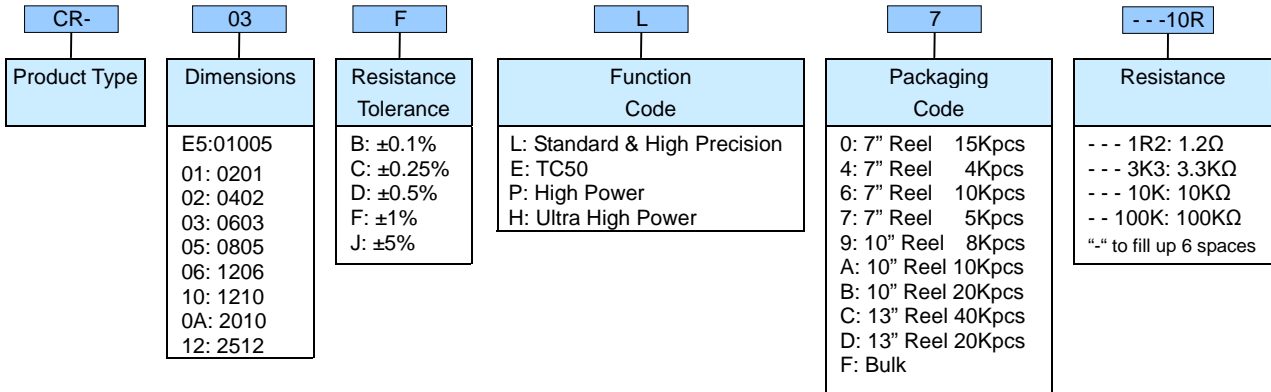 CR- 03 F L 7 - - -10R
Product Type
Dimensions
Resistance
Tolerance
Function
Code
Packaging
Code
Resistance
E5:01005
01: 0201
02: 0402
03: 0603
05: 0805
06: 1206
10: 1210
0A: 2010
12: 2512
B: ±0.1%
C: ±0.25%
D: ±0.5%
F: ±1%
J: ±5%
L: Standard & High Precision
E: TC50
P: High Power
H: Ultra High Power
0: 7” Reel 15Kpcs
4: 7” Reel 4Kpcs
6: 7” Reel 10Kpcs
7: 7” Reel 5Kpcs
9: 10” Reel 8Kpcs
A: 10” Reel 10Kpcs
B: 10” Reel 20Kpcs
C: 13” Reel 40Kpcs
D: 13” Reel 20Kpcs
F: Bulk
- - - 1R2: 1.2Ω
- - - 3K3: 3.3KΩ
- - - 10K: 10KΩ
- - 100K: 100KΩ
“-“ to fill up 6 spaces